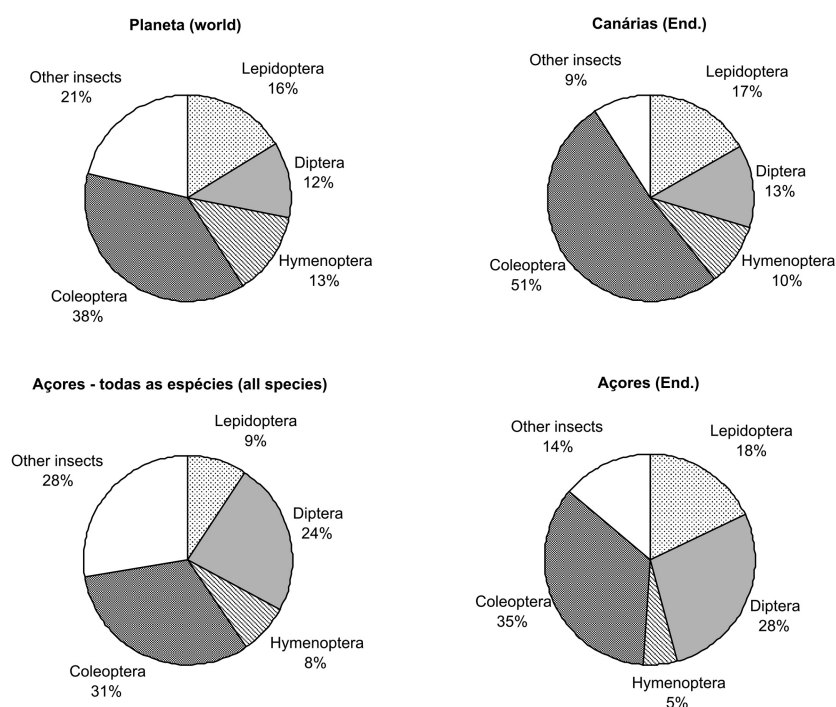 Planeta (world)
Lepidoptera
16%
Diptera
12%
Hymenoptera
13%
Coleoptera
38%
Other insects
21%
Canárias (End.)
Lepidoptera
17%
Diptera
13%
Hymenoptera
10%
Coleoptera
51%
Other insects
9%
Açores - todas as espécies (all species)
Lepidoptera
9%
Diptera
24%
Hymenoptera
8%
Coleoptera
31%
Other insects
28%
Açores (End.)
Lepidoptera
18%
Diptera
28%
Hymenoptera
5%
Coleoptera
35%
Other insects
14%